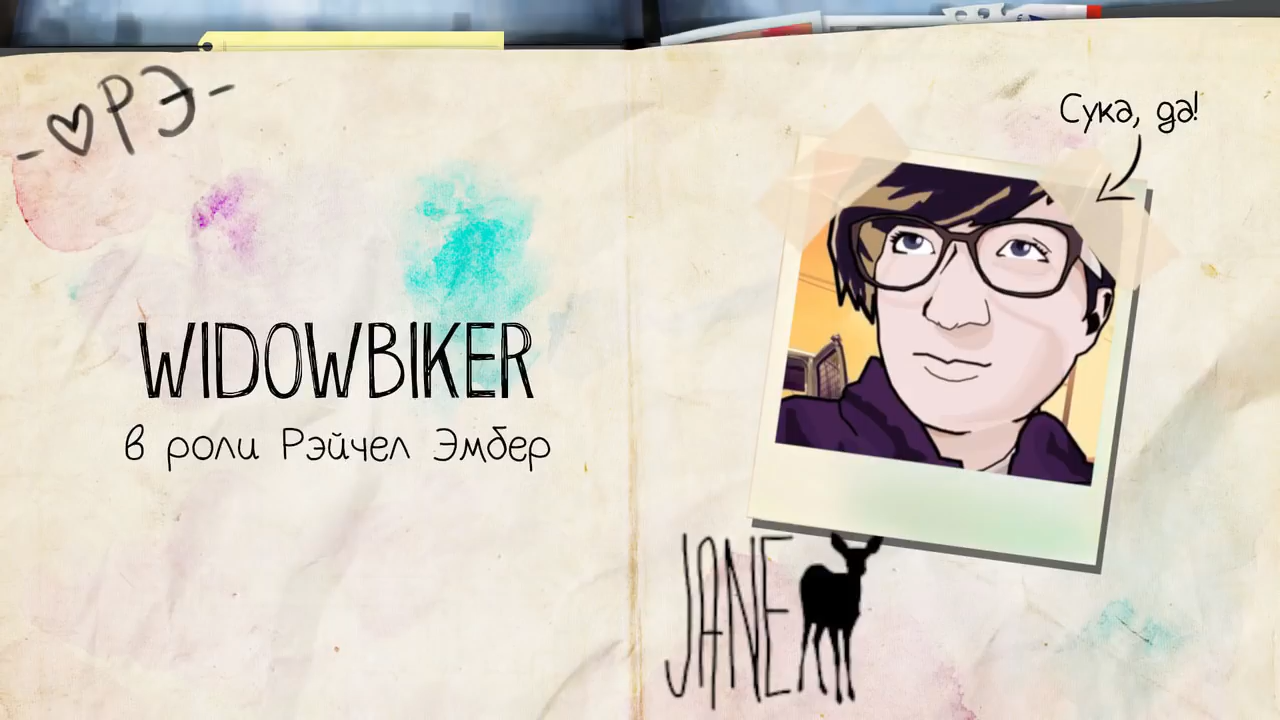 -♡РЭ-
WIDOWBIKER
в роли Рэйчел Эмбер
Сука, да!
JANE